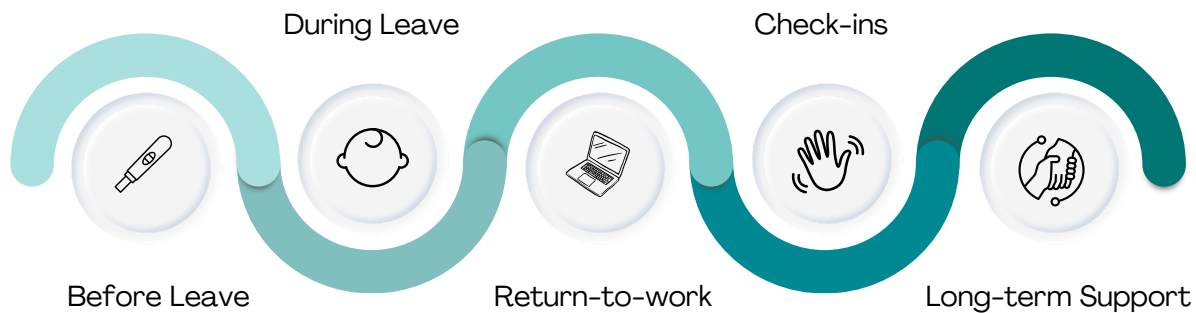 Before Leave
During Leave
Return-to-work
Check-ins
Long-term Support